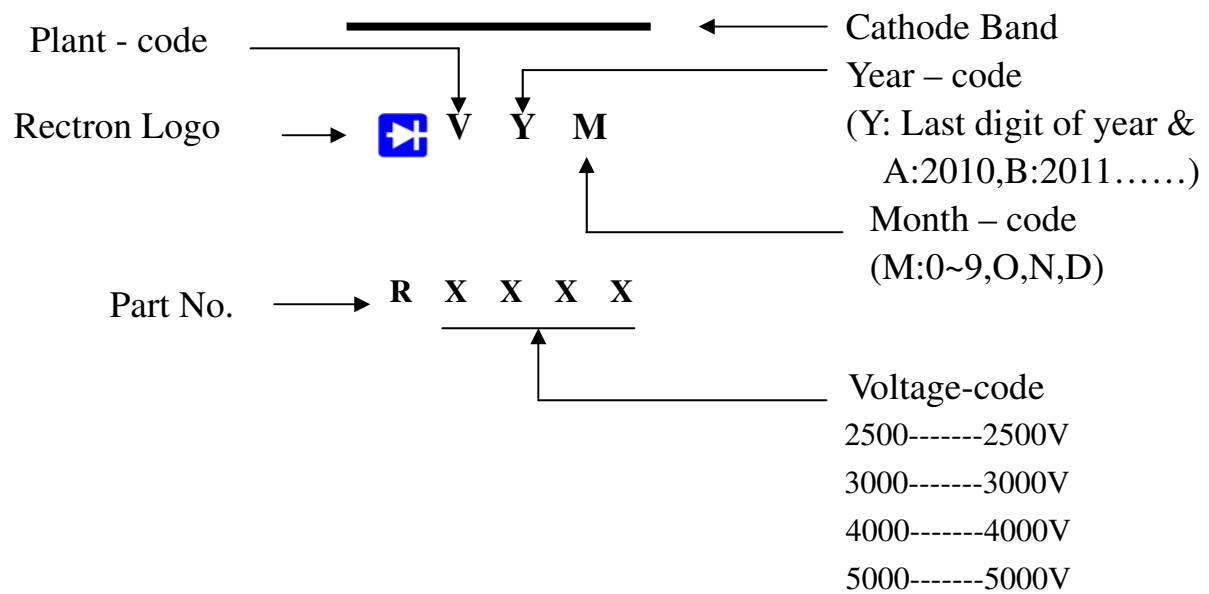 Plant - code
Cathode Band
Year – code
(Y: Last digit of year &
A:2010,B:2011……)
Rectron Logo
V Y M
Month – code
(M:0~9,O,N,D)
Part No.
R X X X X
Voltage-code
2500-------2500V
3000-------3000V
4000-------4000V
5000-------5000V